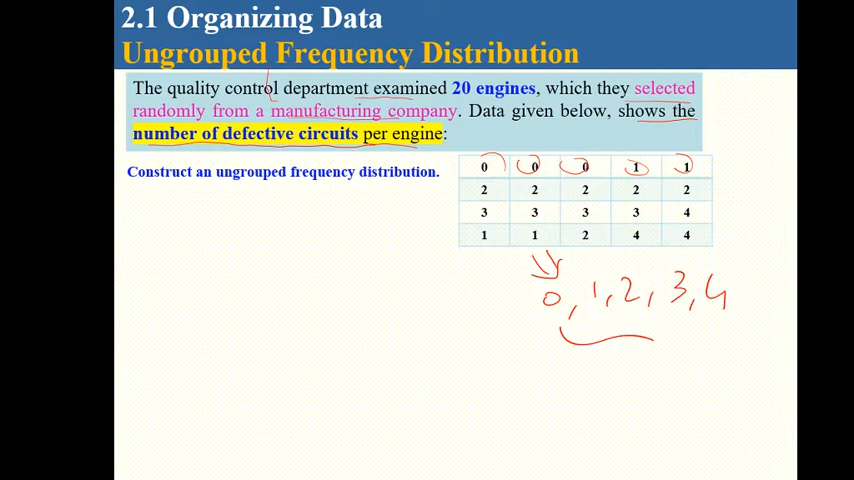 2.1 Organizing Data
Ungrouped Frequency Distribution
The quality control department examined 20 engines, which they selected
randomly from a manufacturing company. Data given below, shows the
number of defective circuits per engine:
Construct an ungrouped frequency distribution.
0 0 0 1 1
2 2 2 2 2
3 3 3 3 4
1 1 2 4 4
0, 1, 2, 3, 4